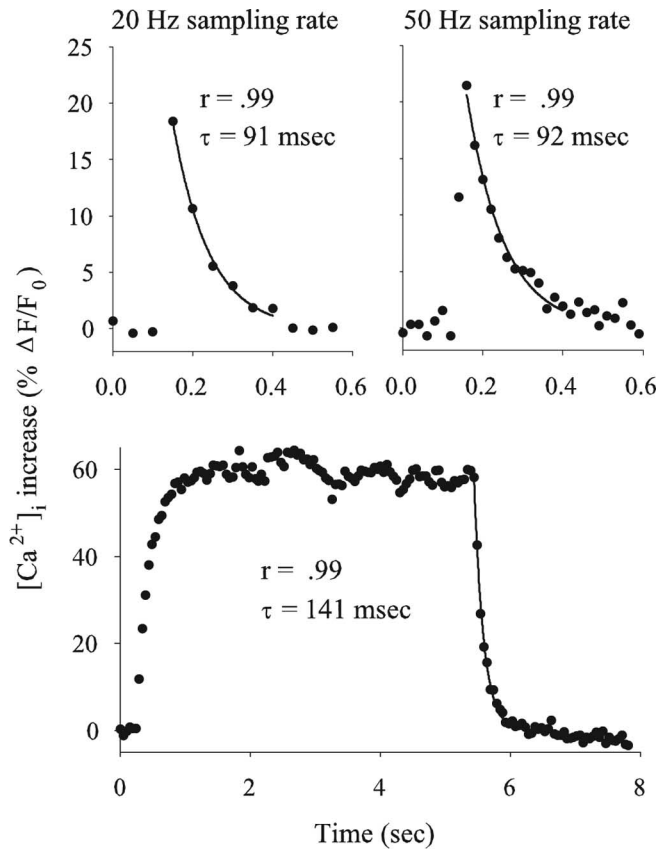 20 Hz sampling rate
50 Hz sampling rate
25
20
15
10
5
0
r = .99
τ = 91 msec
r = .99
τ = 92 msec
0.0 0.2 0.4 0.6
0.0 0.2 0.4 0.6
[Ca 2+]i increase (% ΔF/F0)
60
40
20
0
r = .99
τ = 141 msec
0 2 4 6 8
Time (sec)